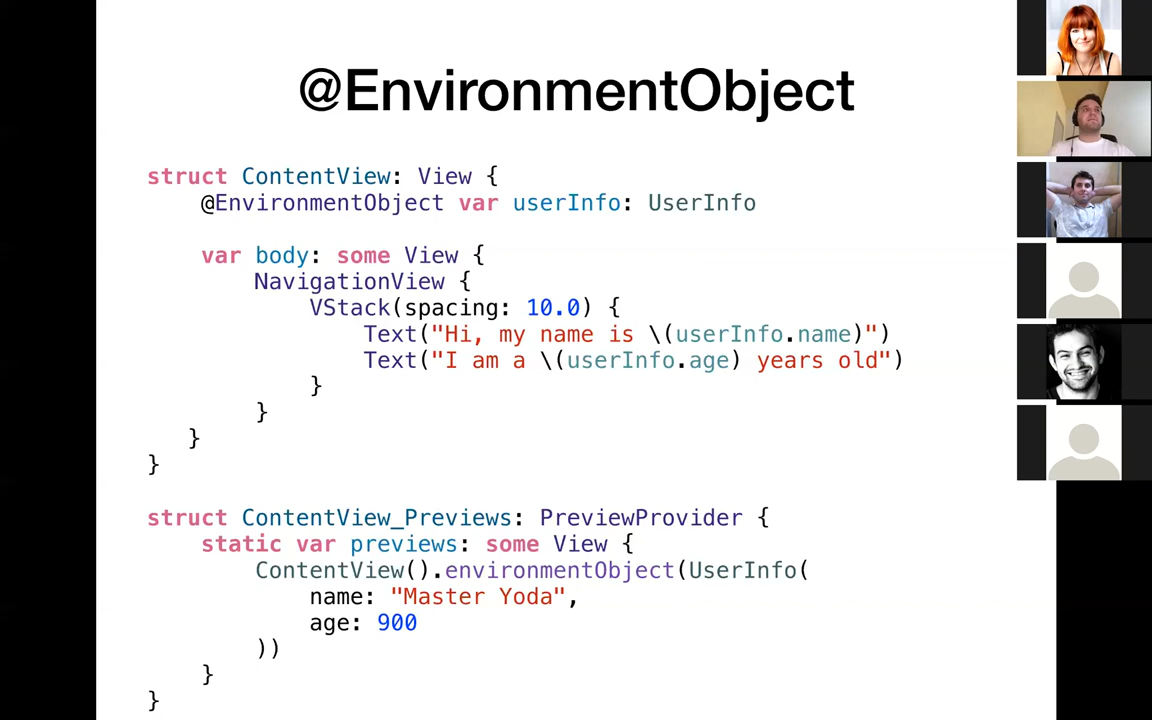 @EnvironmentObject
struct ContentView: View {
@EnvironmentObject var userInfo: UserInfo
var body: some View {
NavigationView {
VStack(spacing: 10.0) {
Text("Hi, my name is \(userInfo.name)")
Text("I am a \(userInfo.age) years old")
}
}
}
}
struct ContentView_Previews: PreviewProvider {
static var previews: some View {
ContentView().environmentObject(UserInfo(
name: "Master Yoda",
age: 900
))
}
}